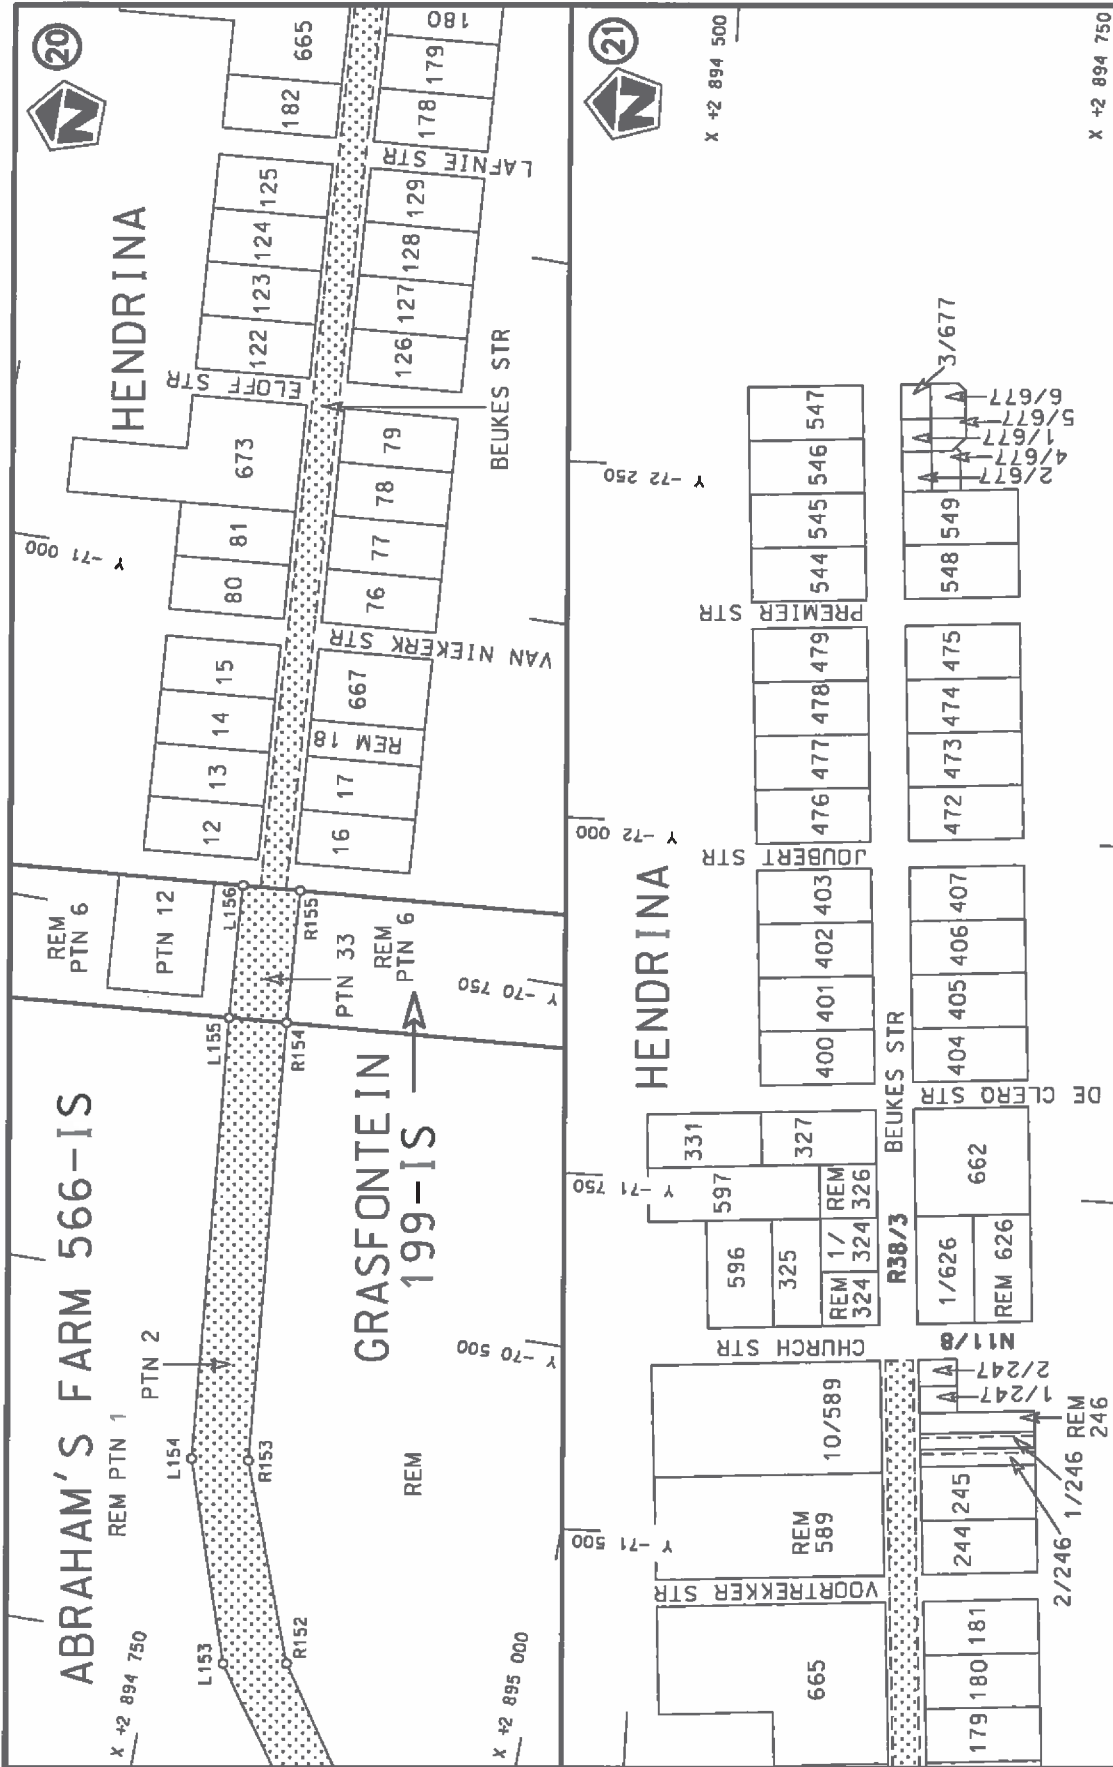 20
N
ABRAHAM'S FARM 566-IS
REM PTN 1
PTN 2
X +2 894 750
X +2 895 000
L153
L154
L155
L156
R152
R153
R154
R155
REM
GRASFONTEIN
199-IS
Y -70 500
Y -70 750
Y -71 000
REM
PTN 6
PTN 12
PTN 33
REM
PTN 6
HENDRINA
12
13
14
15
16
17
REM 18
667
VAN NIEKERK STR
80
81
673
76
77
78
79
ELOFF STR
BEUKES STR
122
123
124
125
126
127
128
129
LAFNIE STR
182
665
178
179
180
21
N
X +2 894 500
X +2 894 750
HENDRINA
Y -71 500
Y -71 750
Y -72 000
Y -72 250
665
179
180
181
VOORTREKKER STR
REM
589
10/589
244
245
2/246
1/246
REM
246
1/247
2/247
CHURCH STR
N11/8
R38/3
596
597
325
REM
324
1/
324
REM
326
331
327
1/626
REM 626
662
BEUKES STR
DE CLERQ STR
400
401
402
403
404
405
406
407
JOUBERT STR
476
477
478
479
472
473
474
475
PREMIER STR
544
545
546
547
548
549
2/677
4/677
1/677
5/677
6/677
3/677